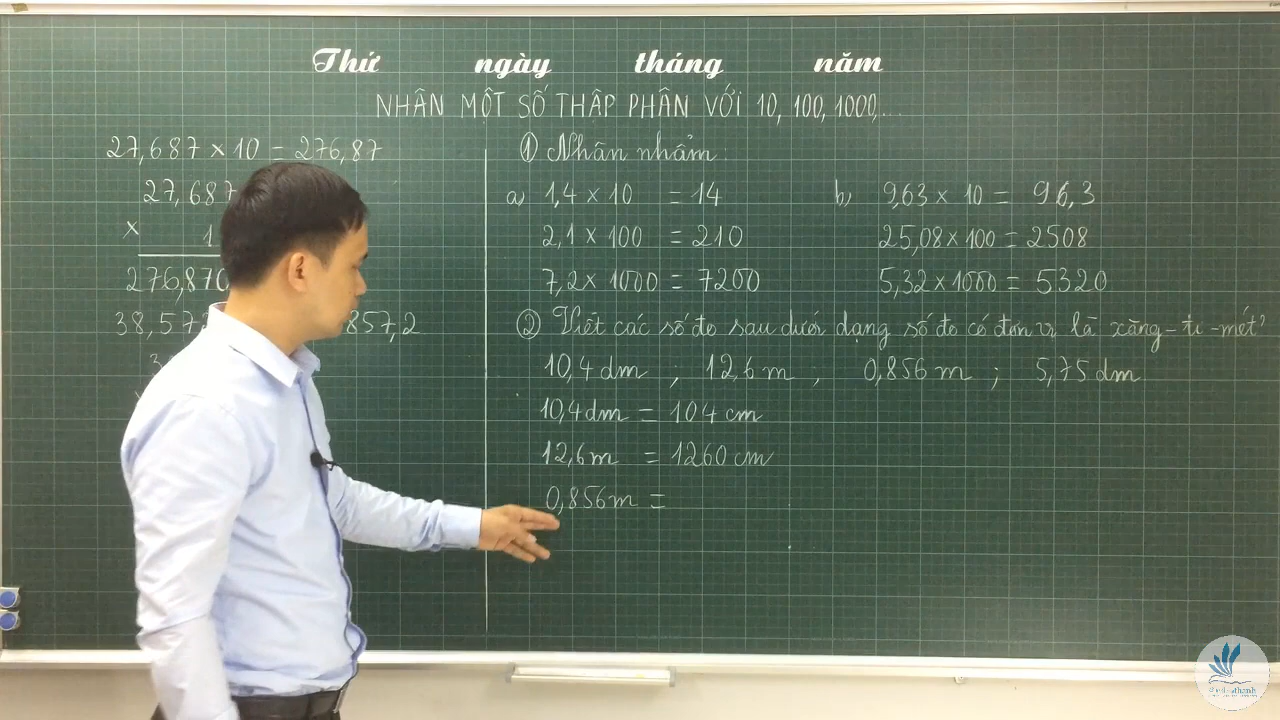 Thứ ngày tháng năm
NHÂN MỘT SỐ THẬP PHÂN VỚI 10, 100, 1000,...
27,687 x 10 = 276,87
27,687
x 1
276,870
38,572 857,2
① Nhân nhẩm:
a) 1,4 x 10 = 14
2,1 x 100 = 210
7,2 x 1000 = 7200
b) 9,63 x 10 = 96,3
25,08 x 100 = 2508
5,32 x 1000 = 5320
② Viết các số đo sau dưới dạng số đo có đơn vị là xăng-ti-mét?
10,4 dm ; 12,6 m ; 0,856 m ; 5,75 dm
10,4 dm = 104 cm
12,6 m = 1260 cm
0,856 m =